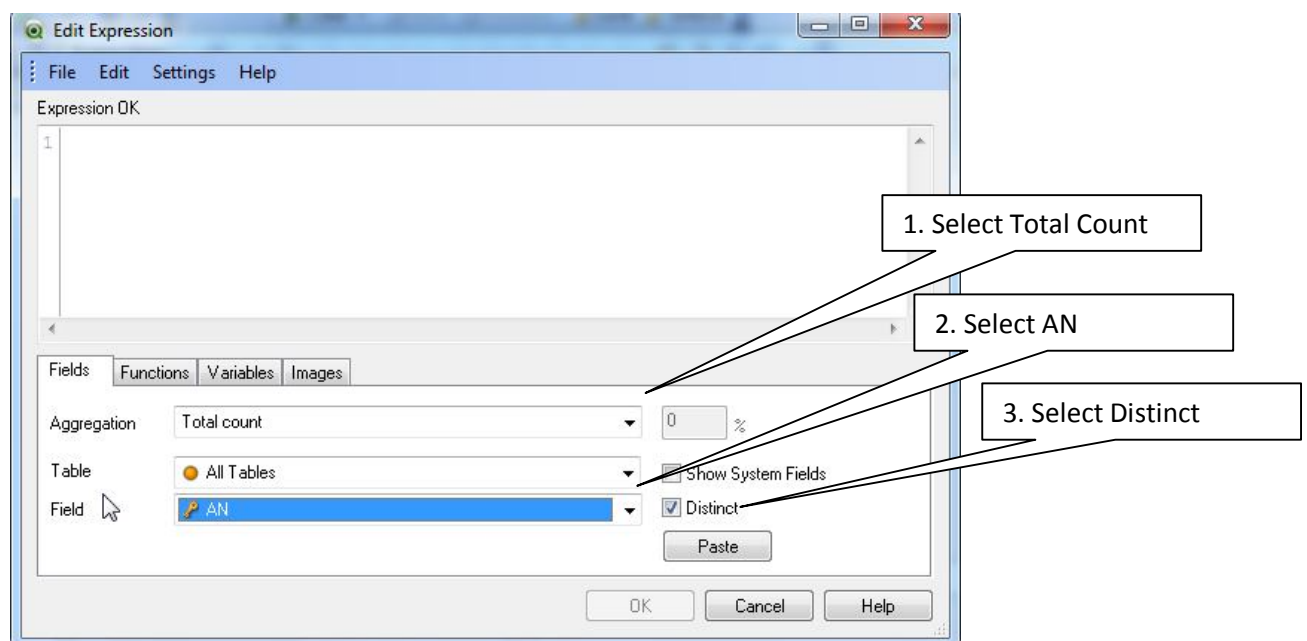 Edit Expression
File Edit Settings Help
Expression OK
1
1. Select Total Count
2. Select AN
Fields Functions Variables Images
3. Select Distinct
Aggregation Total count 0 %
Table All Tables Show System Fields
Field AN Distinct
Paste
OK Cancel Help